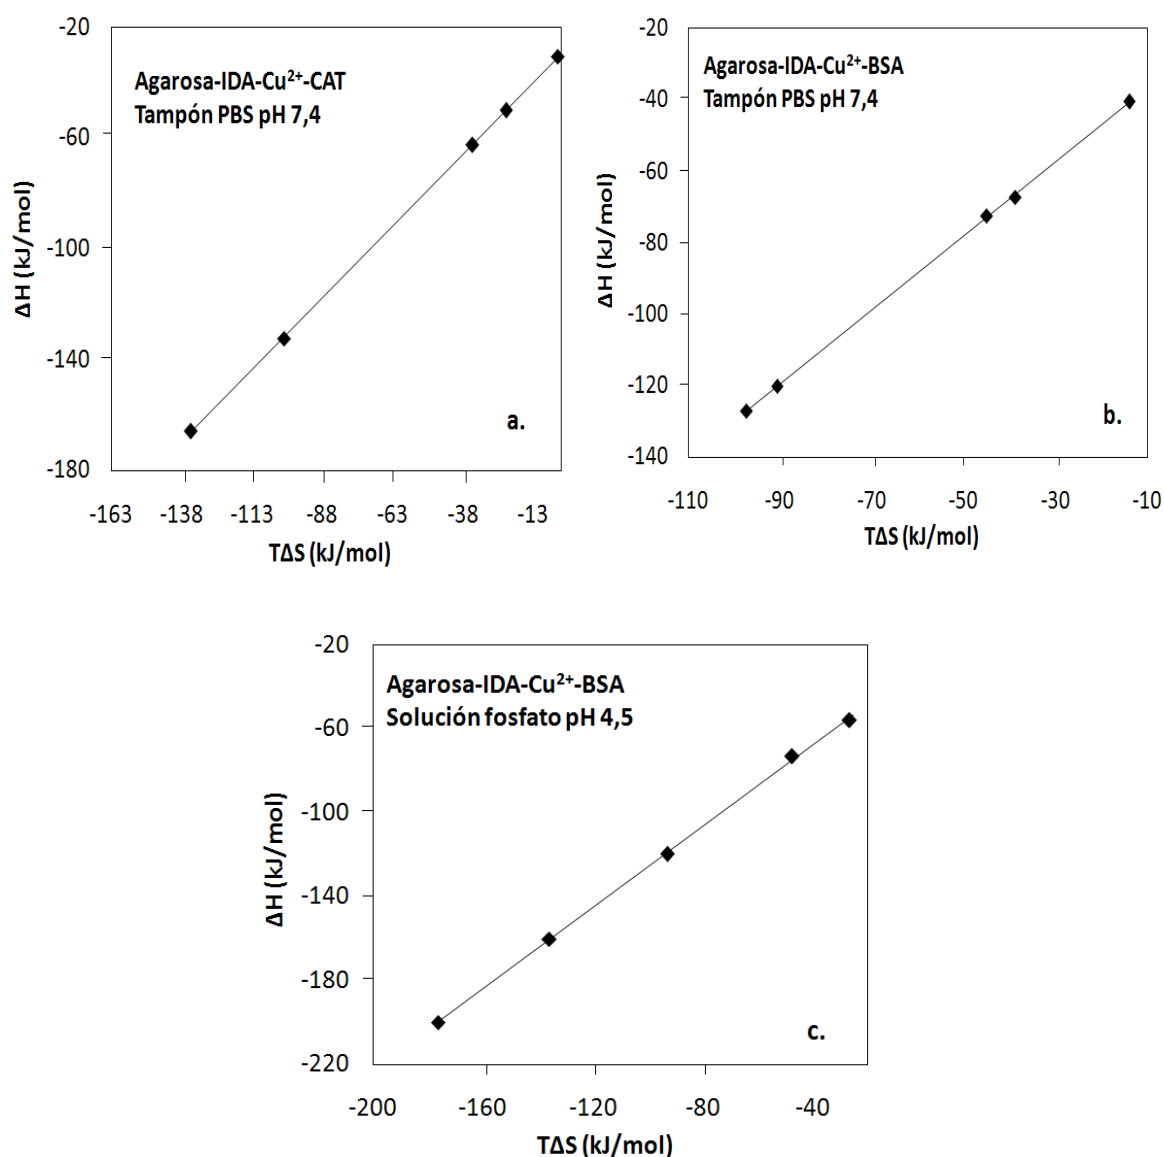 Agarosa-IDA-Cu²⁺-CAT
Tampón PBS pH 7,4
ΔH (kJ/mol)
-20
-60
-100
-140
-180
a.
-163 -138 -113 -88 -63 -38 -13
TΔS (kJ/mol)
Agarosa-IDA-Cu²⁺-BSA
Tampón PBS pH 7,4
ΔH (kJ/mol)
-20
-40
-60
-80
-100
-120
-140
b.
-110 -90 -70 -50 -30 -10
TΔS (kJ/mol)
Agarosa-IDA-Cu²⁺-BSA
Solución fosfato pH 4,5
ΔH (kJ/mol)
-20
-60
-100
-140
-180
-220
c.
-200 -160 -120 -80 -40
TΔS (kJ/mol)